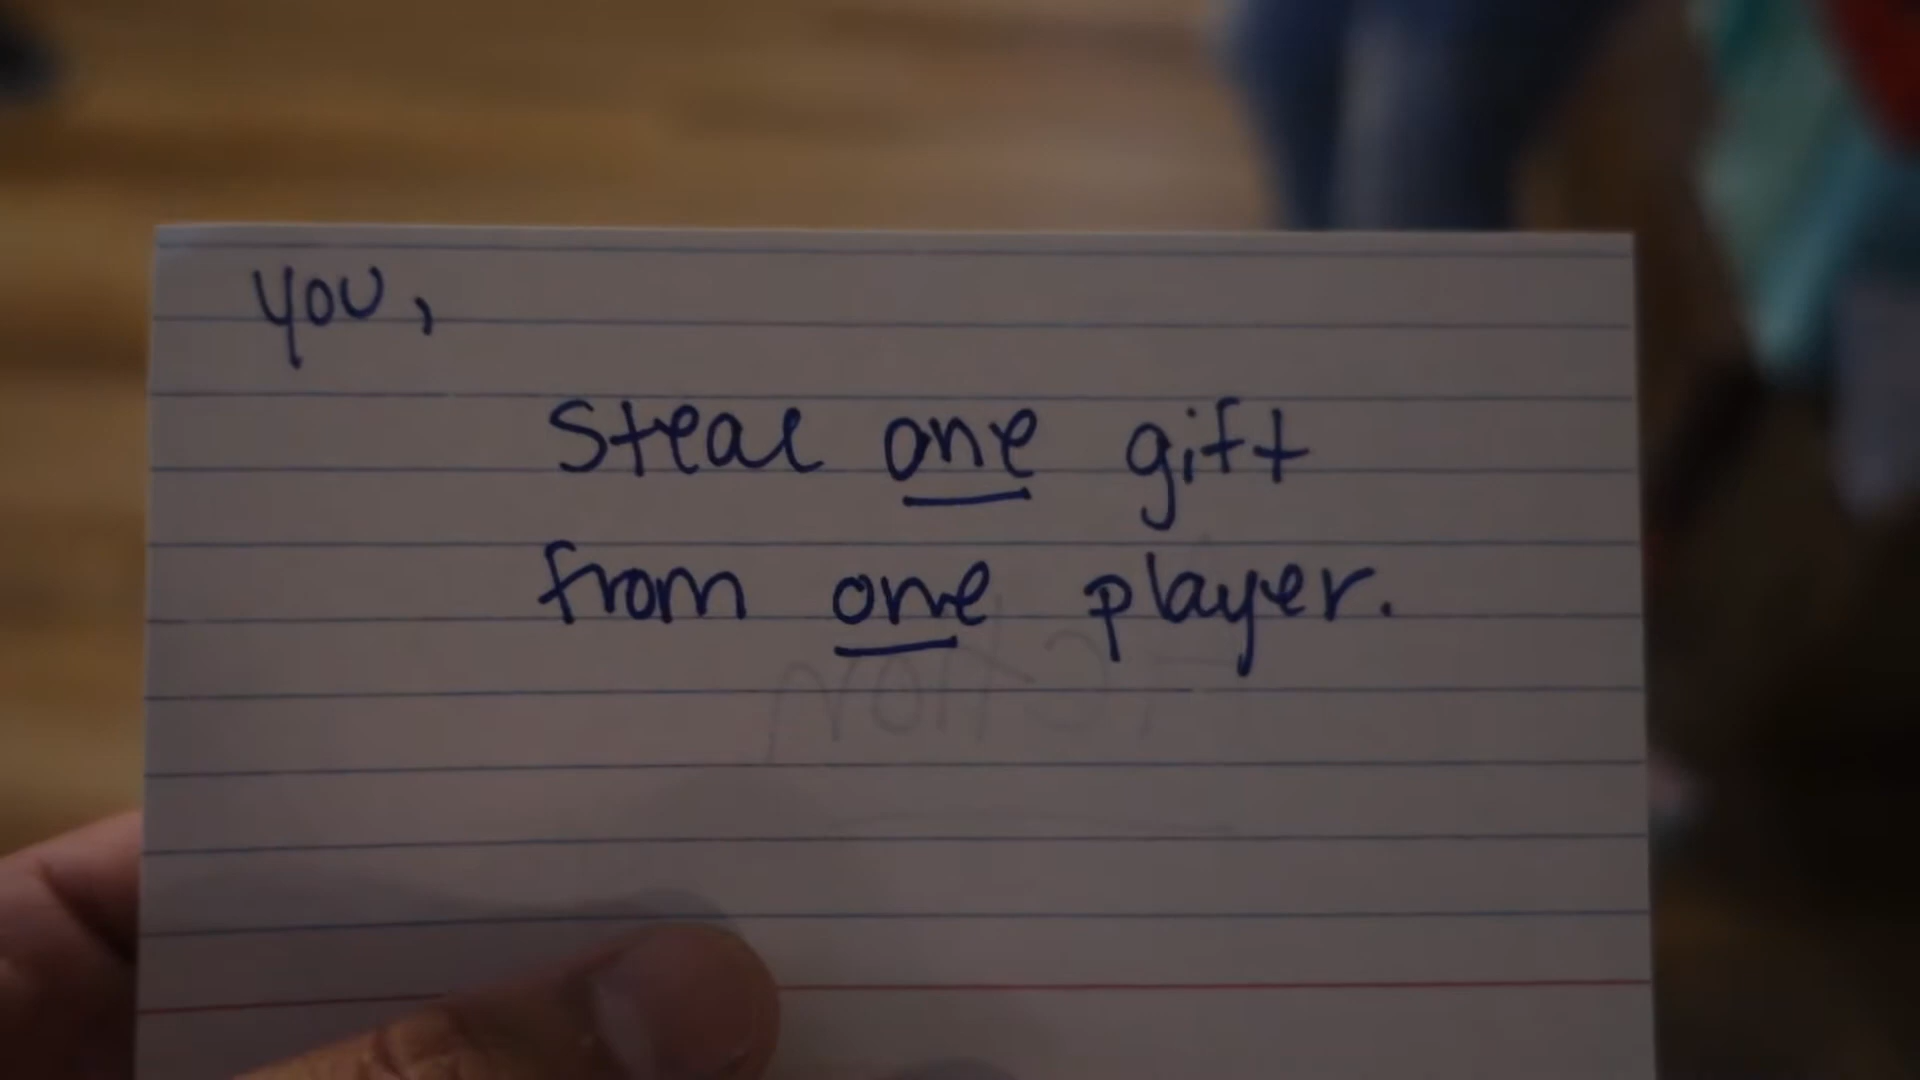 you,
Steal one gift
from one player.